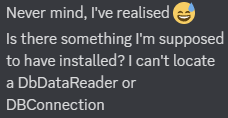 Never mind, I've realised 😅
Is there something I'm supposed
to have installed? I can't locate
a DbDataReader or
DBConnection